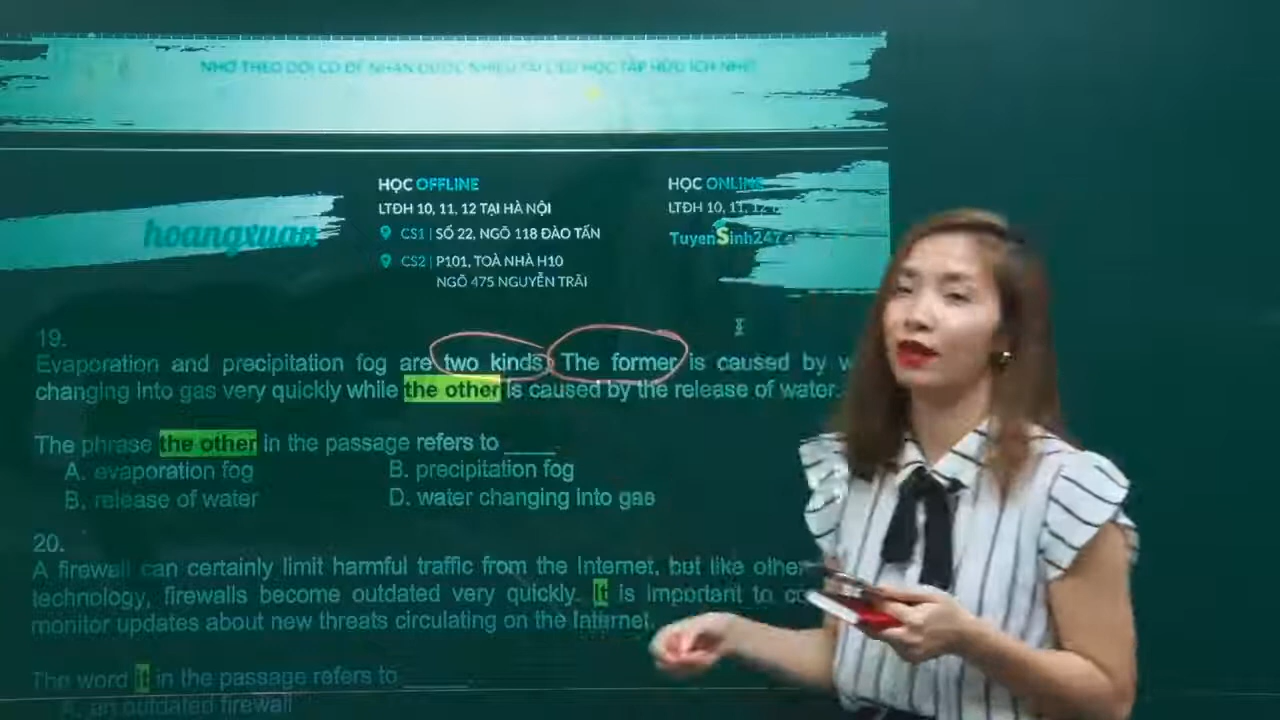 NHỚ THEO DÕI CÔ ĐỂ NHẬN ĐƯỢC NHIỀU TÀI LIỆU HỌC TẬP HỮU ÍCH NHÉ!
hoangxuan
HỌC OFFLINE
LTĐH 10, 11, 12 TẠI HÀ NỘI
CS1 | SỐ 22, NGÕ 118 ĐÀO TẤN
CS2 | P101, TOÀ NHÀ H10
NGÕ 475 NGUYỄN TRÃI
HỌC ONLINE
LTĐH 10, 11, 12
TuyenSinh247
19.
Evaporation and precipitation fog are two kinds. The former is caused by
changing into gas very quickly while the other is caused by the release of water.
The phrase the other in the passage refers to ____
A. evaporation fog B. precipitation fog
B. release of water D. water changing into gas
20.
A firewall can certainly limit harmful traffic from the Internet, but like other
technology, firewalls become outdated very quickly. It is important to
monitor updates about new threats circulating on the Internet.
The word it in the passage refers to
A. an outdated firewall